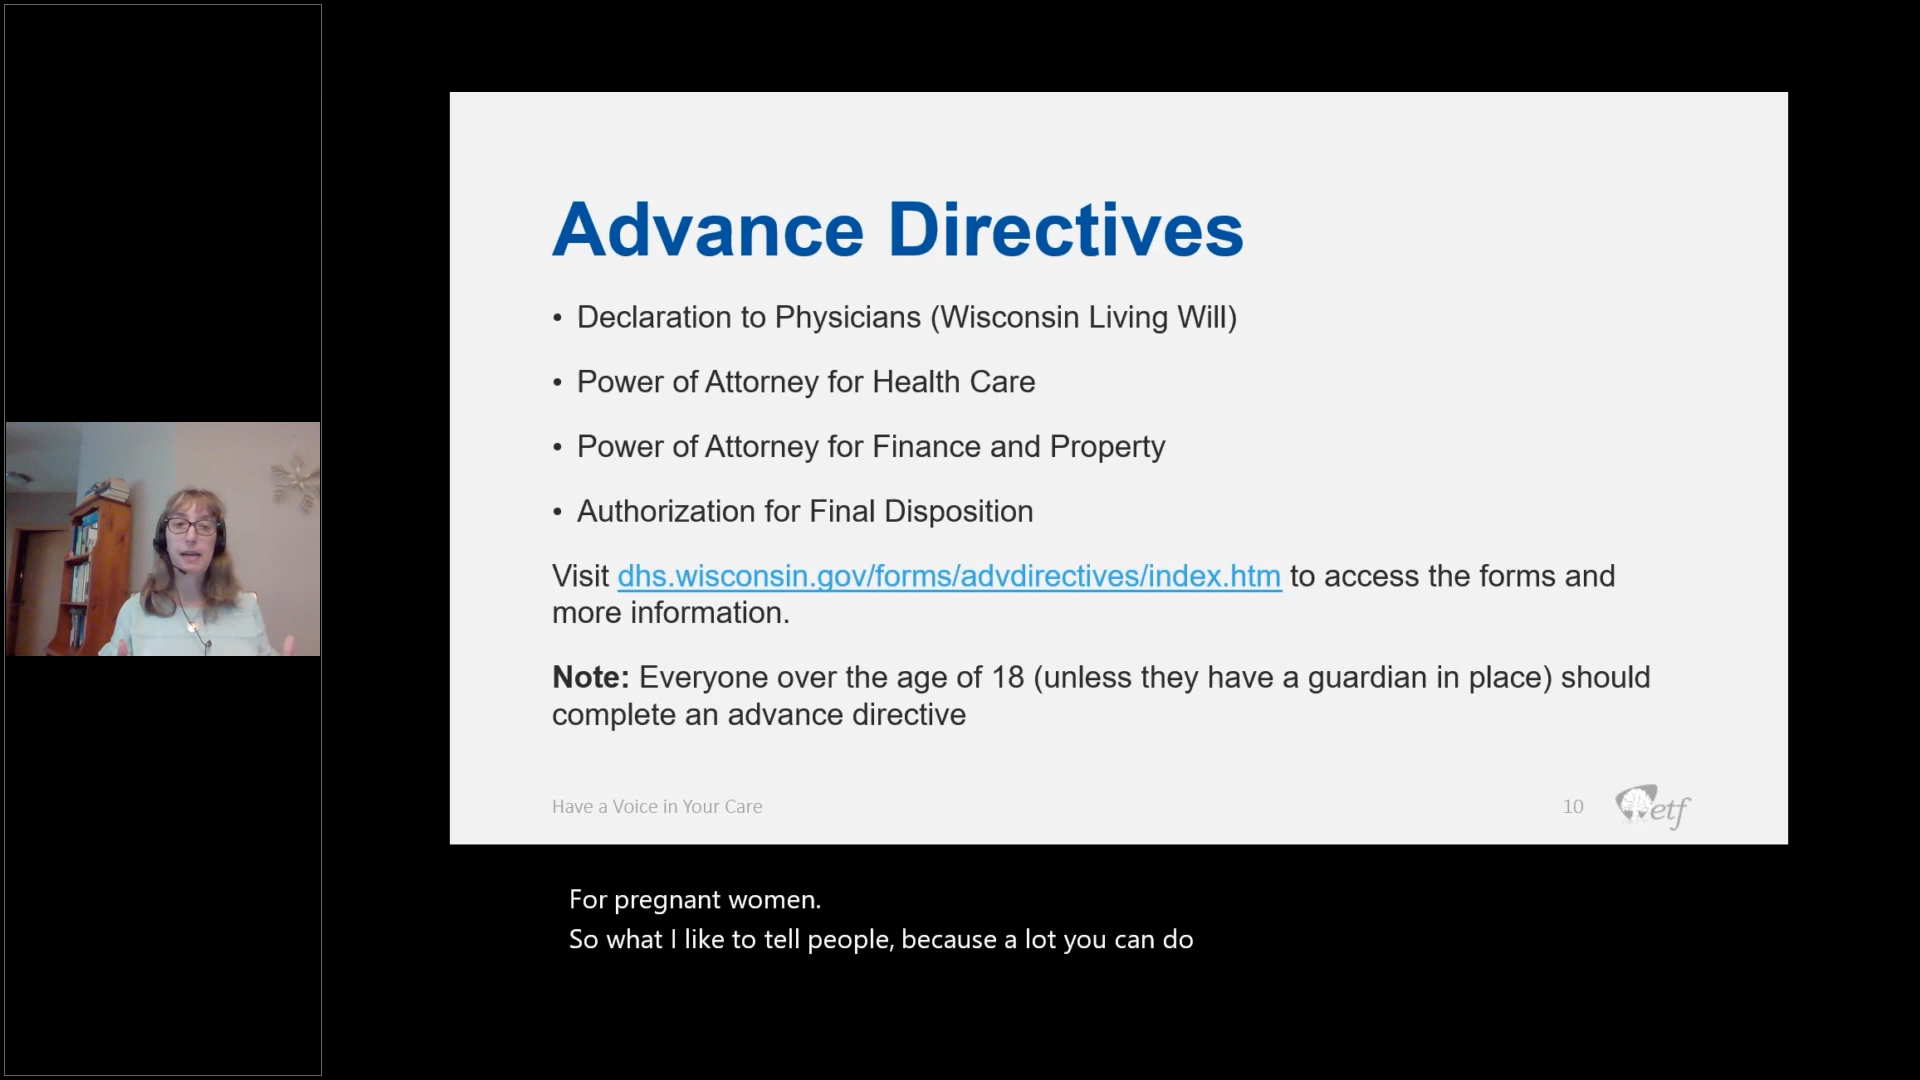 Advance Directives
• Declaration to Physicians (Wisconsin Living Will)
• Power of Attorney for Health Care
• Power of Attorney for Finance and Property
• Authorization for Final Disposition
Visit dhs.wisconsin.gov/forms/advdirectives/index.htm to access the forms and
more information.
Note: Everyone over the age of 18 (unless they have a guardian in place) should
complete an advance directive
Have a Voice in Your Care
10
etf
For pregnant women.
So what I like to tell people, because a lot you can do